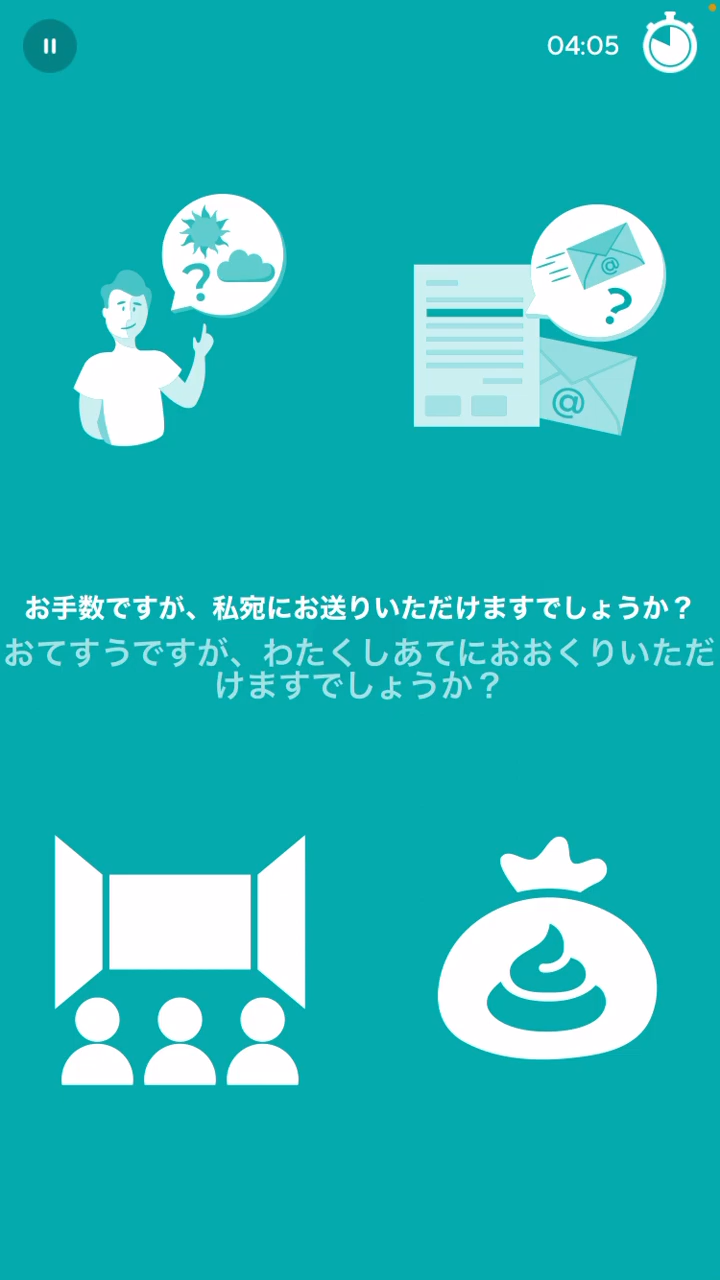 04:05
?
@
?
@
お手数ですが、私宛にお送りいただけますでしょうか？
おてすうですが、わたくしあてにおおくりいただ
けますでしょうか？